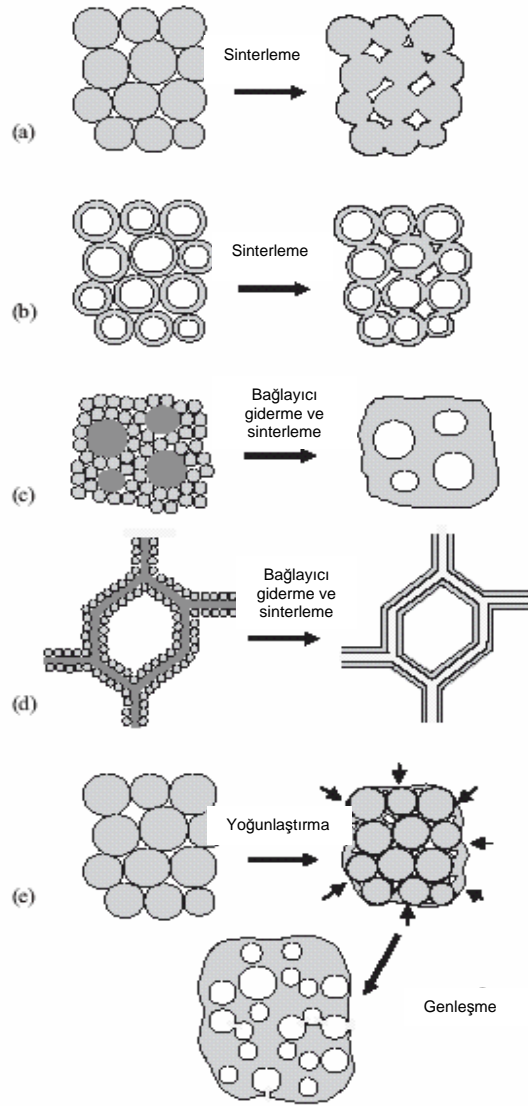 Sinterleme
(a)
Sinterleme
(b)
Bağlayıcı
giderme ve
sinterleme
(c)
Bağlayıcı
giderme ve
sinterleme
(d)
Yoğunlaştırma
(e)
Genleşme